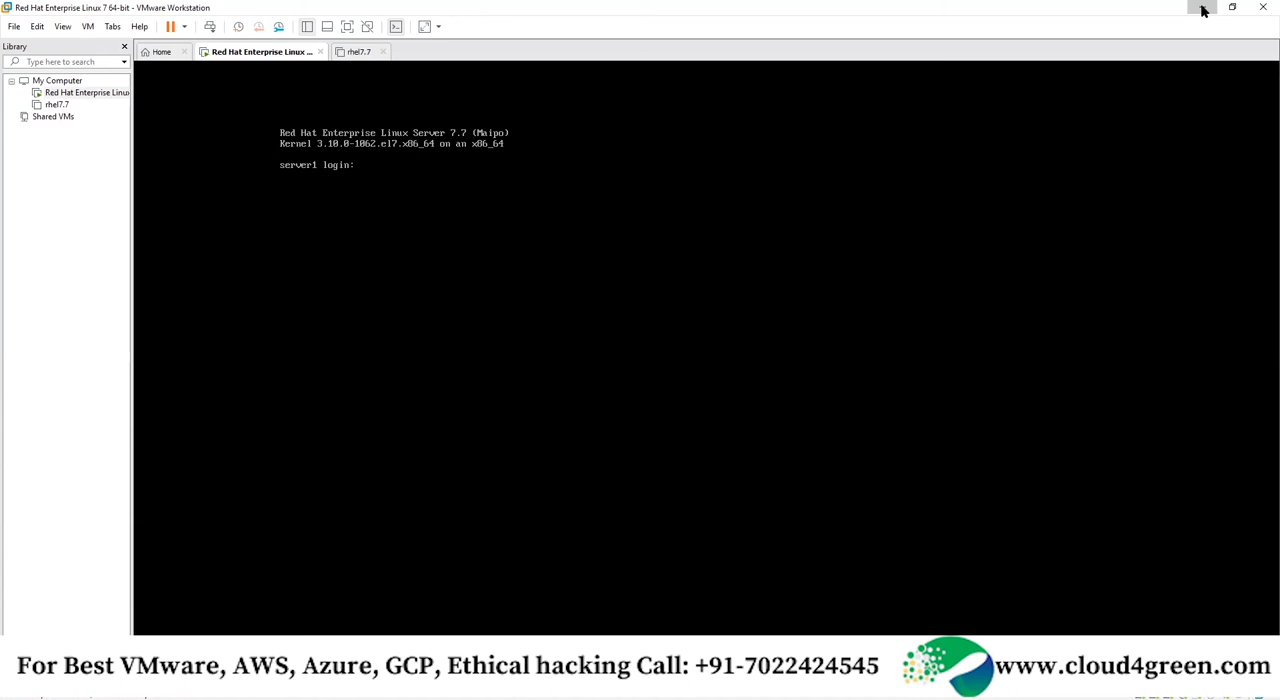 Red Hat Enterprise Linux 7 64-bit - VMware Workstation
File Edit View VM Tabs Help
Library
Type here to search
My Computer
Red Hat Enterprise Linux
rhel7.7
Shared VMs
Home
Red Hat Enterprise Linux ...
rhel7.7
Red Hat Enterprise Linux Server 7.7 (Maipo)
Kernel 3.10.0-1062.el7.x86_64 on an x86_64
server1 login:
For Best VMware, AWS, Azure, GCP, Ethical hacking Call: +91-7022424545
www.cloud4green.com